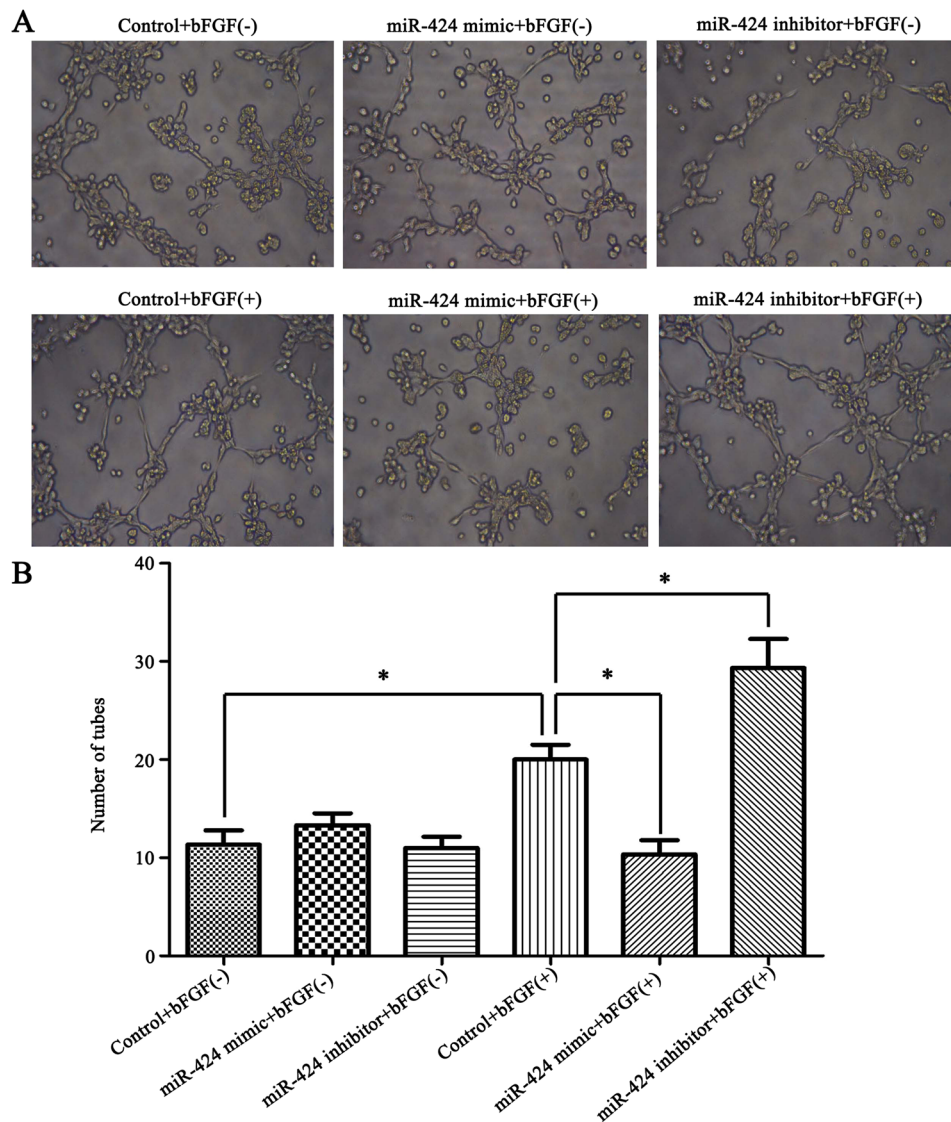 A
Control+bFGF(-)
miR-424 mimic+bFGF(-)
miR-424 inhibitor+bFGF(-)
Control+bFGF(+)
miR-424 mimic+bFGF(+)
miR-424 inhibitor+bFGF(+)
B
40
30
20
10
0
Number of tubes
*
*
*
Control+bFGF(-)
miR-424 mimic+bFGF(-)
miR-424 inhibitor+bFGF(-)
Control+bFGF(+)
miR-424 mimic+bFGF(+)
miR-424 inhibitor+bFGF(+)